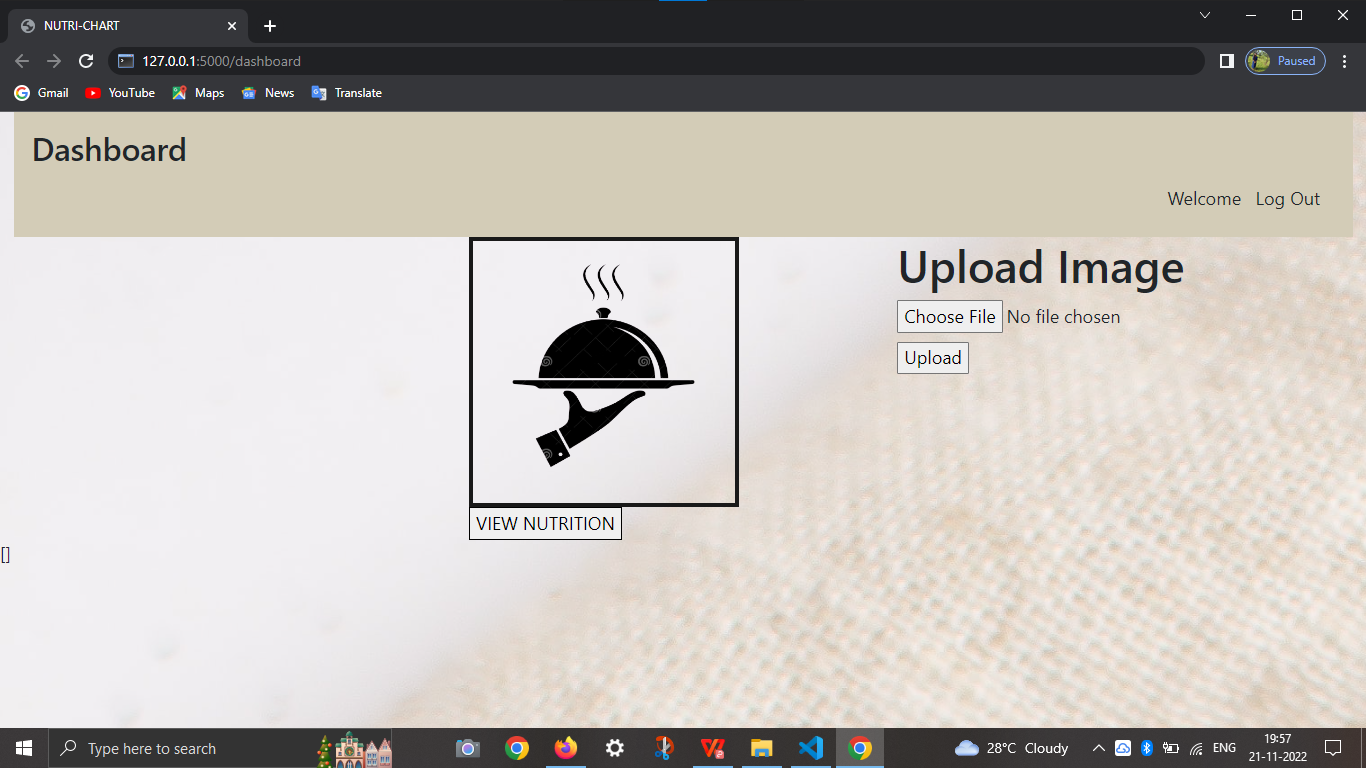 NUTRI-CHART
127.0.0.1:5000/dashboard
Paused
Gmail YouTube Maps News Translate
Dashboard
Welcome Log Out
Upload Image
Choose File No file chosen
Upload
VIEW NUTRITION
[]
Type here to search
28°C Cloudy
ENG
19:57
21-11-2022